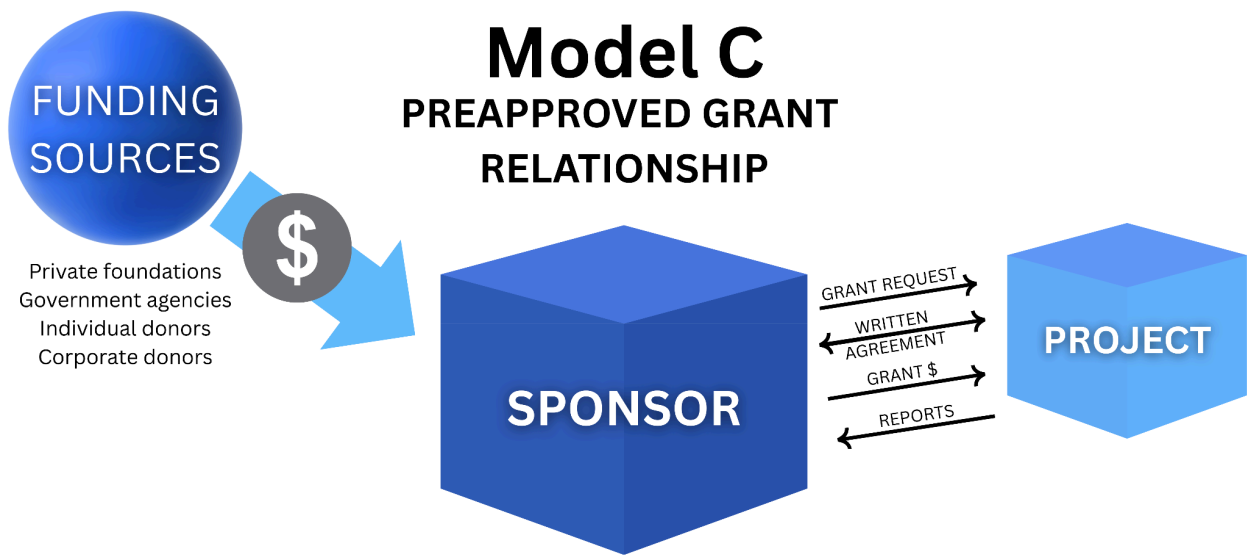 Model C
PREAPPROVED GRANT
RELATIONSHIP
FUNDING
SOURCES
$
Private foundations
Government agencies
Individual donors
Corporate donors
SPONSOR
GRANT REQUEST
WRITTEN
AGREEMENT
GRANT $
REPORTS
PROJECT